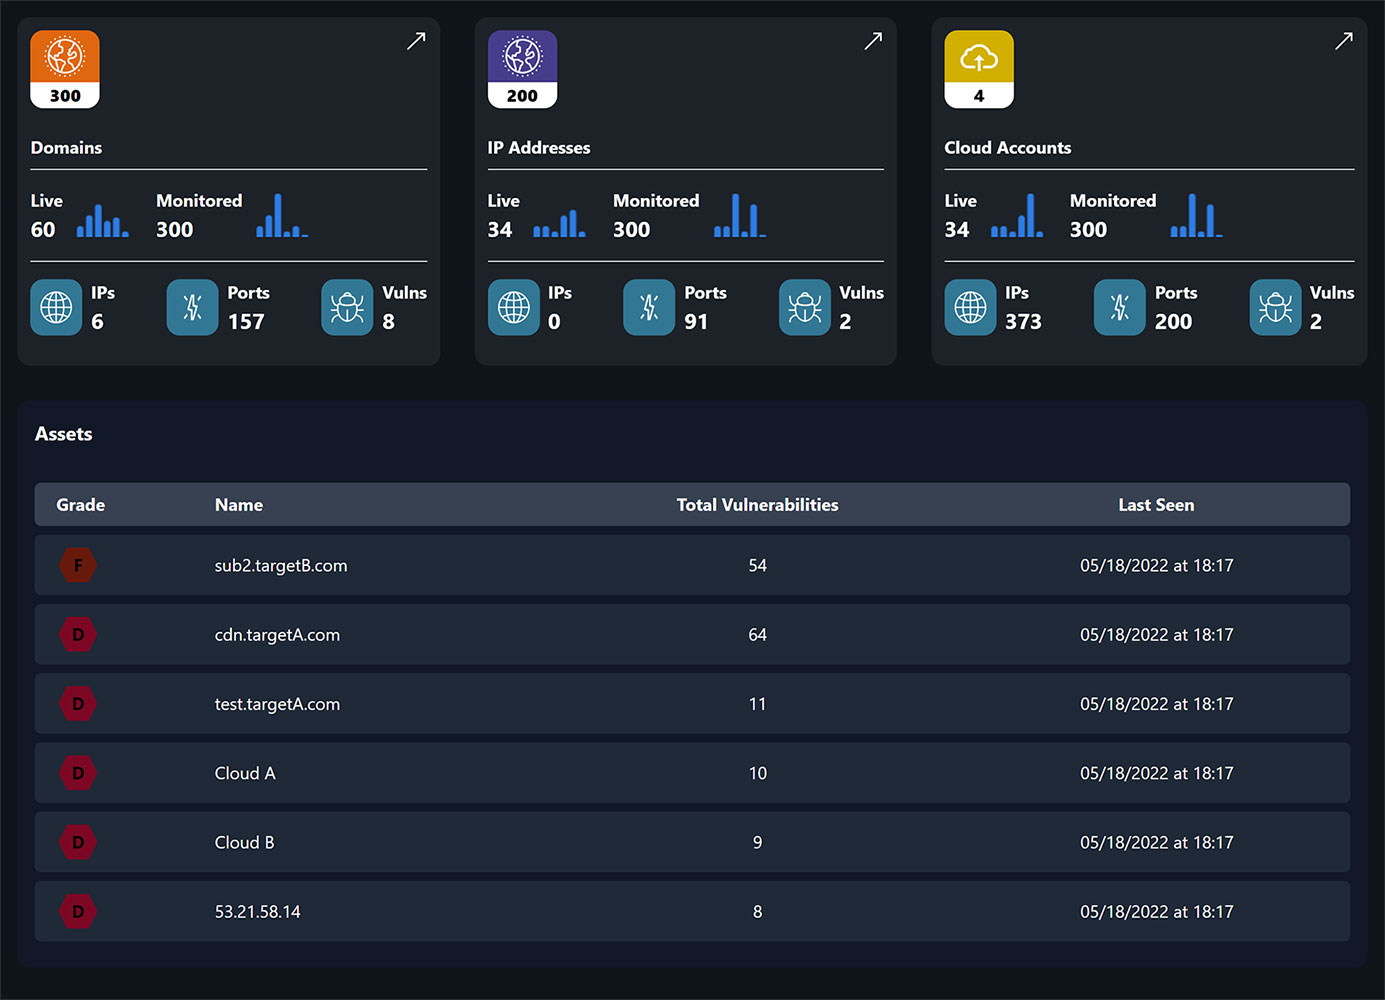 300
200
4
Domains
IP Addresses
Cloud Accounts
Live
60
Monitored
300
Live
34
Monitored
300
Live
34
Monitored
300
IPs
6
Ports
157
Vulns
8
IPs
0
Ports
91
Vulns
2
IPs
373
Ports
200
Vulns
2
Assets
Grade Name Total Vulnerabilities Last Seen
F sub2.targetB.com 54 05/18/2022 at 18:17
D cdn.targetA.com 64 05/18/2022 at 18:17
D test.targetA.com 11 05/18/2022 at 18:17
D Cloud A 10 05/18/2022 at 18:17
D Cloud B 9 05/18/2022 at 18:17
D 53.21.58.14 8 05/18/2022 at 18:17